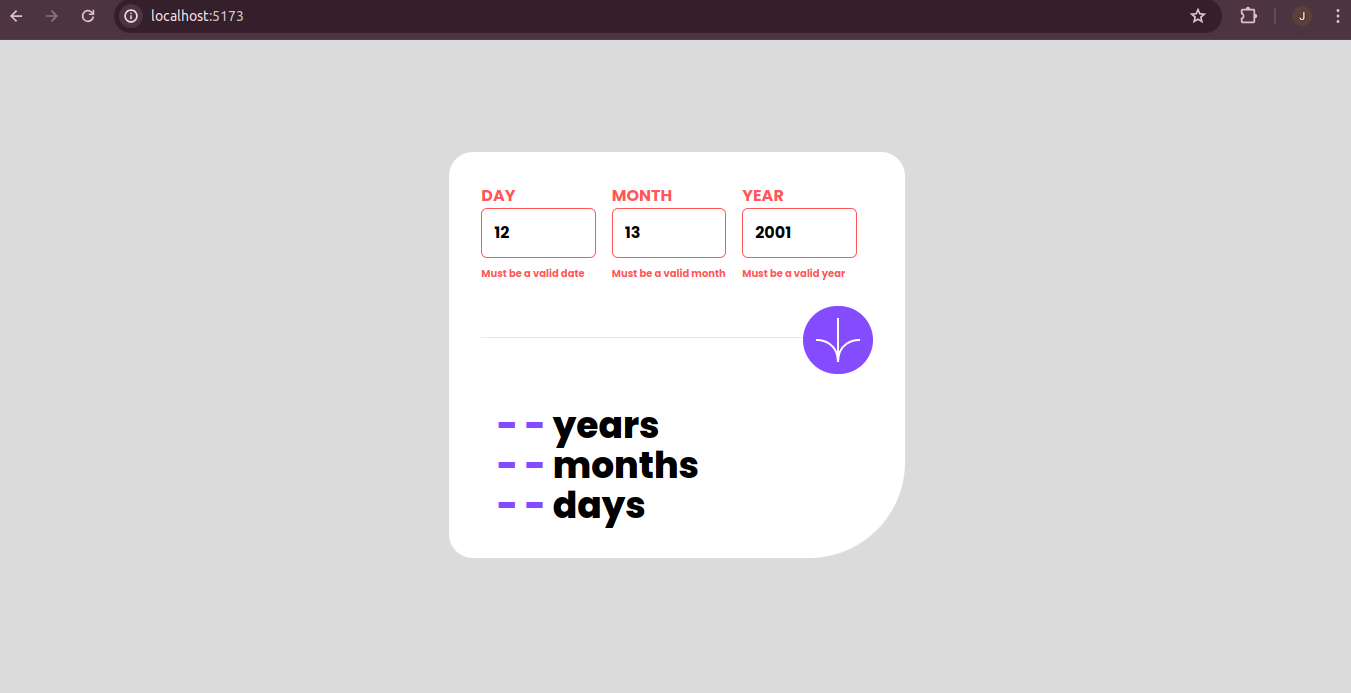 localhost:5173
J
DAY MONTH YEAR
12 13 2001
Must be a valid date Must be a valid month Must be a valid year
- - years
- - months
- - days